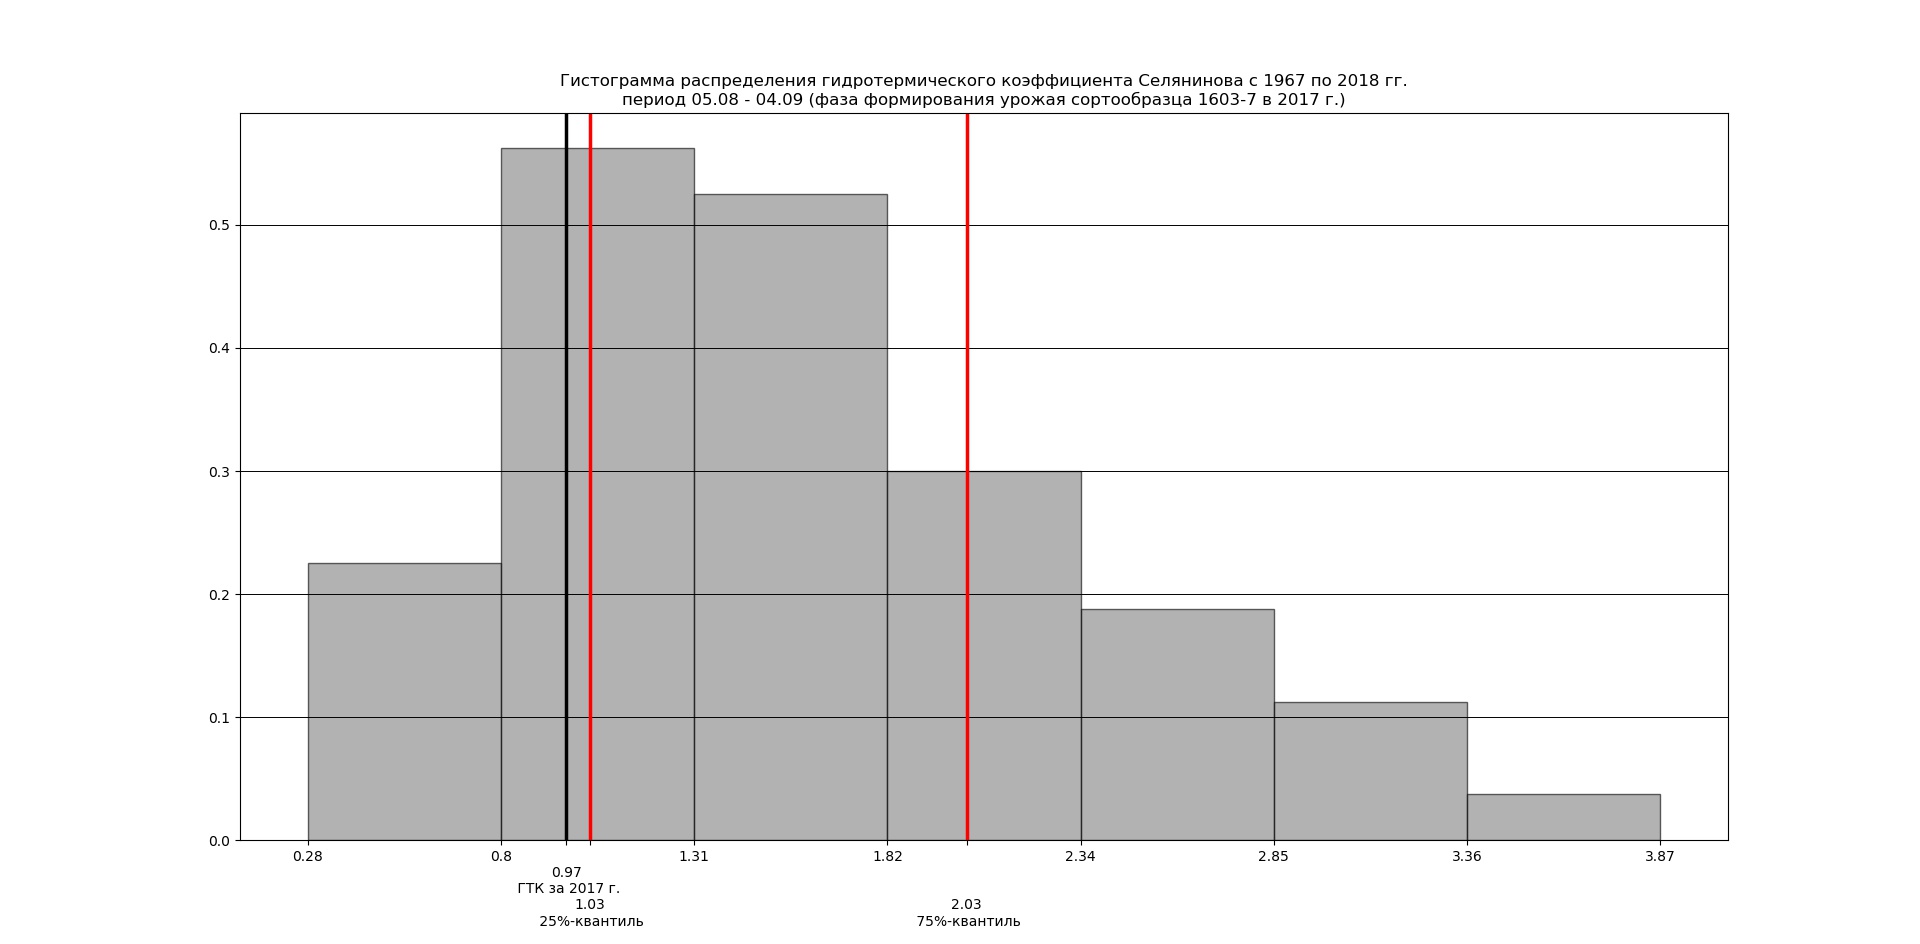 Гистограмма распределения гидротермического коэффициента Селянинова с 1967 по 2018 гг.
период 05.08 - 04.09 (фаза формирования урожая сортообразца 1603-7 в 2017 г.)
0.5
0.4
0.3
0.2
0.1
0.0
0.28 0.8 1.31 1.82 2.34 2.85 3.36 3.87
0.97
ГТК за 2017 г.
1.03 2.03
25%-квантиль 75%-квантиль